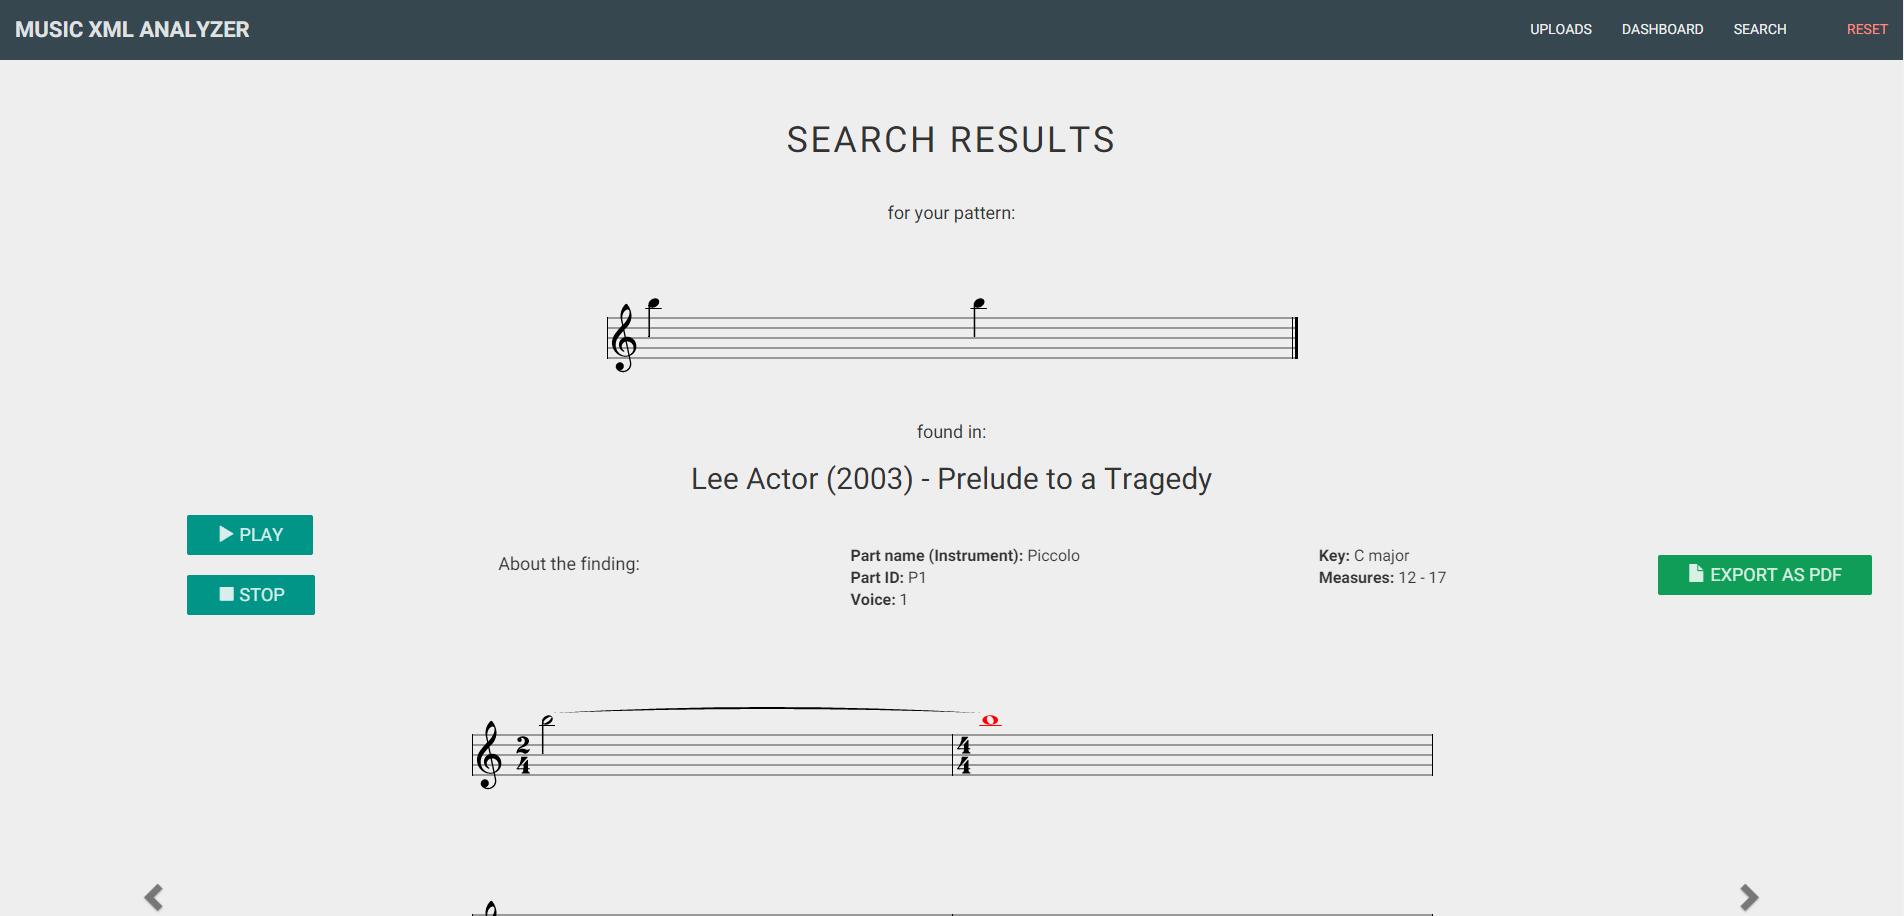 MUSIC XML ANALYZER
UPLOADS DASHBOARD SEARCH RESET
SEARCH RESULTS
for your pattern:
found in:
Lee Actor (2003) - Prelude to a Tragedy
PLAY
STOP
About the finding:
Part name (Instrument): Piccolo
Part ID: P1
Voice: 1
Key: C major
Measures: 12 - 17
EXPORT AS PDF
2
4
4
4